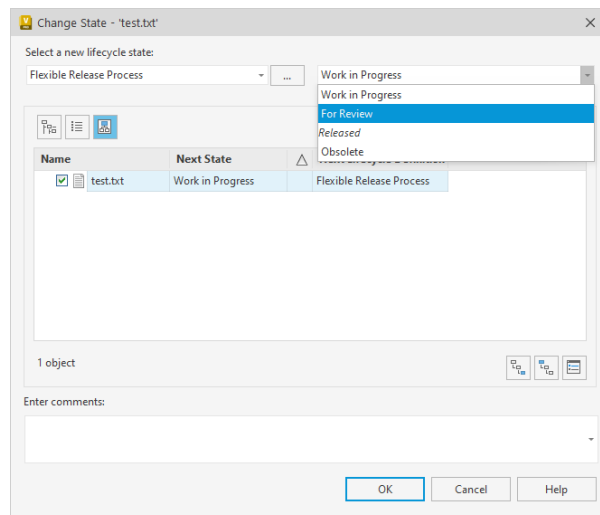 Change State - 'test.txt'
Select a new lifecycle state:
Flexible Release Process
...
Work in Progress
Work in Progress
For Review
Released
Obsolete
Name
Next State
test.txt
Work in Progress
Flexible Release Process
1 object
Enter comments:
OK
Cancel
Help